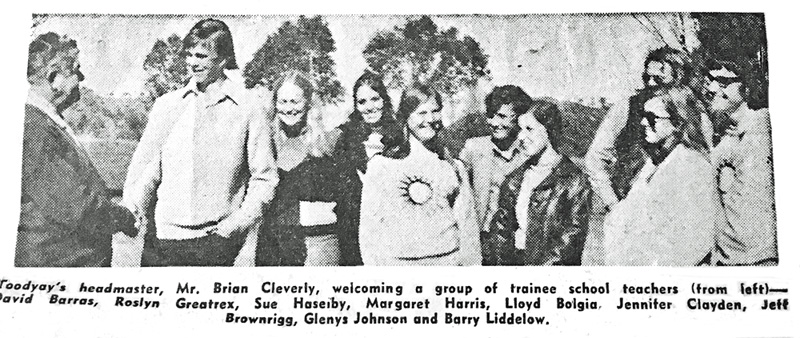 Toodyay's headmaster, Mr. Brian Cleverly, welcoming a group of trainee school teachers (from left)—
David Barras, Roslyn Greatrex, Sue Haseiby, Margaret Harris, Lloyd Bolgia, Jennifer Clayden, Jeff
Brownrigg, Glenys Johnson and Barry Liddelow.